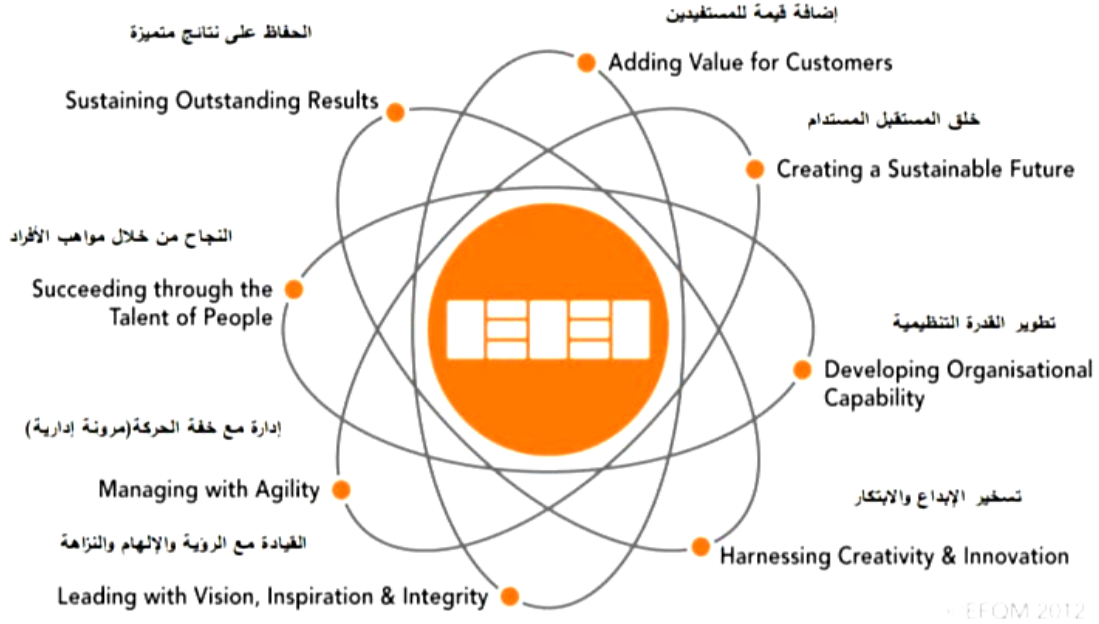 إضافة قيمة للمستفيدين
Adding Value for Customers
خلق المستقبل المستدام
Creating a Sustainable Future
تطوير القدرة التنظيمية
Developing Organisational
Capability
تسخير الإبداع والابتكار
Harnessing Creativity & Innovation
القيادة مع الرؤية والإلهام والنزاهة
Leading with Vision, Inspiration & Integrity
إدارة مع خفة الحركة(مرونة إدارية)
Managing with Agility
النجاح من خلال مواهب الأفراد
Succeeding through the
Talent of People
الحفاظ على نتائج متميزة
Sustaining Outstanding Results
© EFQM 2012